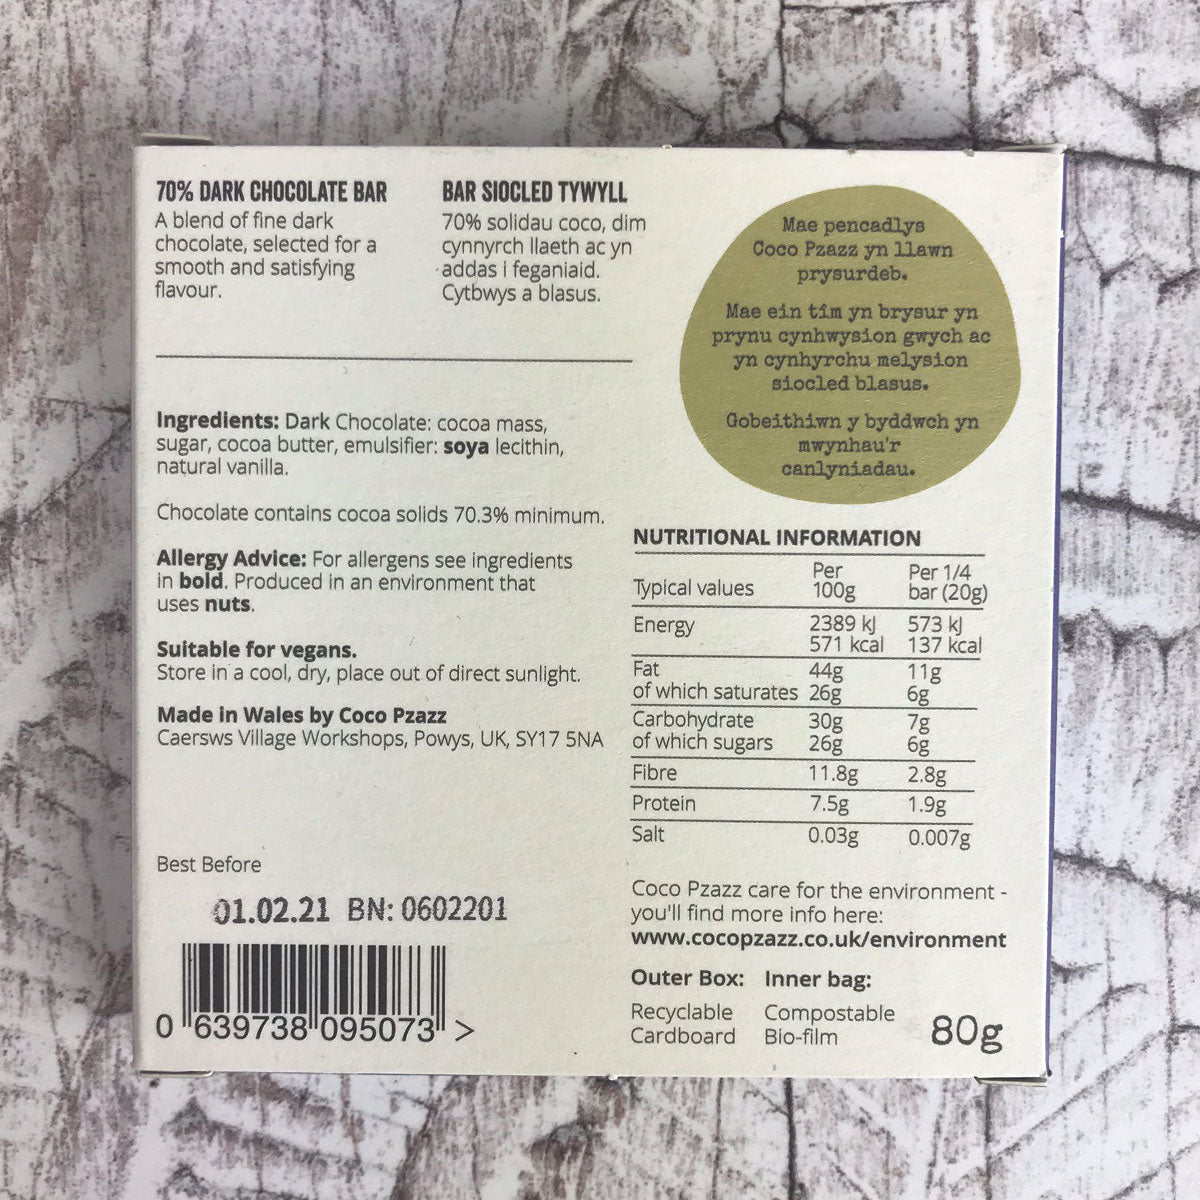 70% DARK CHOCOLATE BAR
A blend of fine dark
chocolate, selected for a
smooth and satisfying
flavour.
BAR SIOCLED TYWYLL
70% solidau coco, dim
cynnyrch llaeth ac yn
addas i feganiaid.
Cytbwys a blasus.
Mae pencadlys
Coco Pzazz yn llawn
prysurdeb.
Mae ein tîm yn brysur yn
prynu cynhwysion gwych ac
yn cynhyrchu melysion
siocled blasus.
Gobeithiwn y byddwch yn
mwynhau'r
canlyniadau.
Ingredients: Dark Chocolate: cocoa mass,
sugar, cocoa butter, emulsifier: soya lecithin,
natural vanilla.
Chocolate contains cocoa solids 70.3% minimum.
Allergy Advice: For allergens see ingredients
in bold. Produced in an environment that
uses nuts.
Suitable for vegans.
Store in a cool, dry, place out of direct sunlight.
Made in Wales by Coco Pzazz
Caersws Village Workshops, Powys, UK, SY17 5NA
Best Before
01.02.21 BN: 0602201
0 639738 095073 >
NUTRITIONAL INFORMATION
Typical values Per 100g Per 1/4 bar (20g)
Energy 2389 kJ 573 kJ
571 kcal 137 kcal
Fat 44g 11g
of which saturates 26g 6g
Carbohydrate 30g 7g
of which sugars 26g 6g
Fibre 11.8g 2.8g
Protein 7.5g 1.9g
Salt 0.03g 0.007g
Coco Pzazz care for the environment -
you'll find more info here:
www.cocopzazz.co.uk/environment
Outer Box: Inner bag:
Recyclable Compostable
Cardboard Bio-film
80g